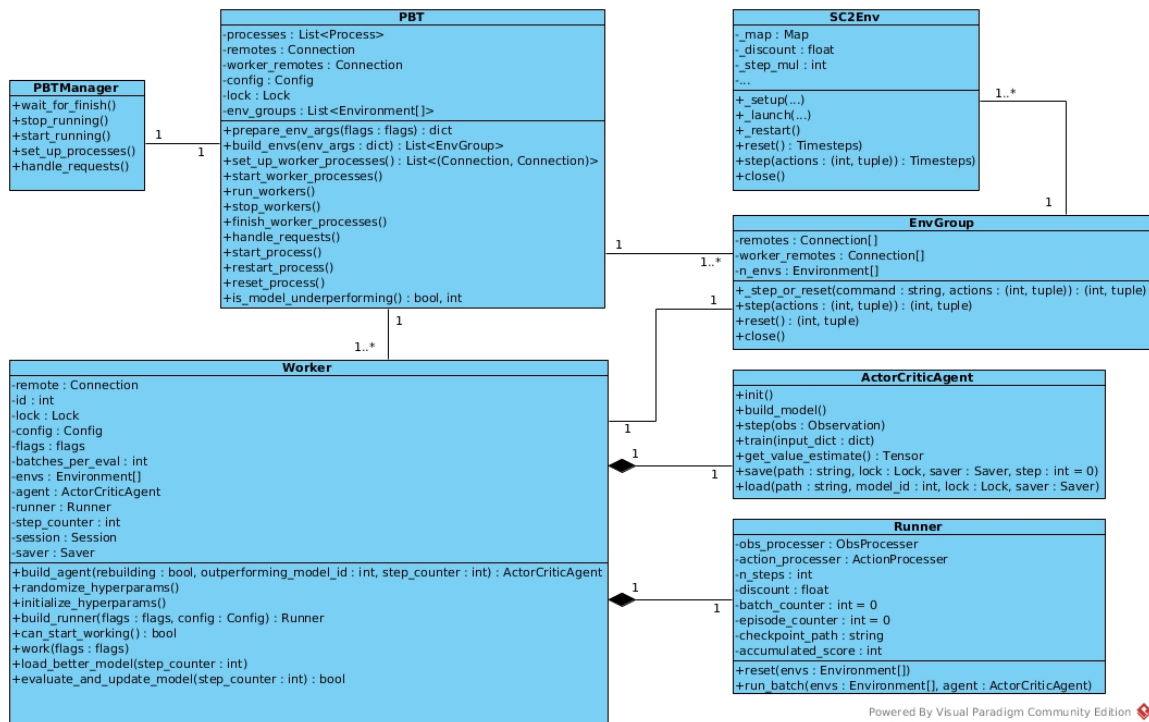 PBT
-processes : List<Process>
-remotes : Connection
-worker_remotes : Connection
-config : Config
-lock : Lock
-env_groups : List<Environment[]>
+prepare_env_args(flags : flags) : dict
+build_envs(env_args : dict) : List<EnvGroup>
+set_up_worker_processes() : List<(Connection, Connection)>
+start_worker_processes()
+run_workers()
+stop_workers()
+finish_worker_processes()
+handle_requests()
+start_process()
+restart_process()
+reset_process()
+is_model_underperforming() : bool, int
SC2Env
-_map : Map
-_discount : float
-_step_mul : int
-...
+_setup(...)
+_launch(...)
+_restart()
+reset() : Timesteps)
+step(actions : (int, tuple)) : Timesteps)
+close()
PBTManager
+wait_for_finish()
+stop_running()
+start_running()
+set_up_processes()
+handle_requests()
1
1
1..*
1
EnvGroup
-remotes : Connection[]
-worker_remotes : Connection[]
-n_envs : Environment[]
+_step_or_reset(command : string, actions : (int, tuple)) : (int, tuple)
+step(actions : (int, tuple)) : (int, tuple)
+reset() : (int, tuple)
+close()
1
1..*
1
1
1
1..*
Worker
-remote : Connection
-id : int
-lock : Lock
-config : Config
-flags : flags
-batches_per_eval : int
-envs : Environment[]
-agent : ActorCriticAgent
-runner : Runner
-step_counter : int
-session : Session
-saver : Saver
+build_agent(rebuilding : bool, outperforming_model_id : int, step_counter : int) : ActorCriticAgent
+randomize_hyperparams()
+initialize_hyperparams()
+build_runner(flags : flags, config : Config) : Runner
+can_start_working() : bool
+work(flags : flags)
+load_better_model(step_counter : int)
+evaluate_and_update_model(step_counter : int) : bool
ActorCriticAgent
+init()
+build_model()
+step(obs : Observation)
+train(input_dict : dict)
+get_value_estimate() : Tensor
+save(path : string, lock : Lock, saver : Saver, step : int = 0)
+load(path : string, model_id : int, lock : Lock, saver : Saver)
1
1
Runner
-obs_processer : ObsProcesser
-action_processer : ActionProcesser
-n_steps : int
-discount : float
-batch_counter : int = 0
-episode_counter : int = 0
-checkpoint_path : string
-accumulated_score : int
+reset(envs : Environment[])
+run_batch(envs : Environment[], agent : ActorCriticAgent)
1
1
Powered By Visual Paradigm Community Edition